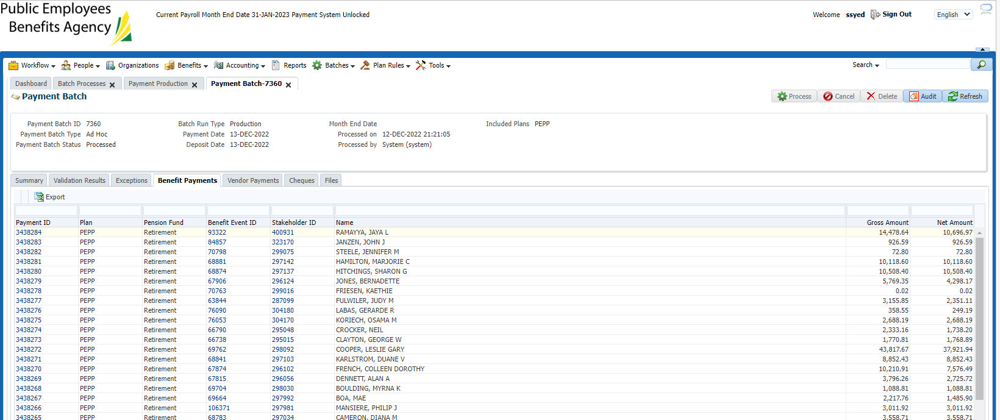 Public Employees
Benefits Agency
Current Payroll Month End Date 31-JAN-2023 Payment System Unlocked
Welcome ssyed Sign Out English
Workflow People Organizations Benefits Accounting Reports Batches Plan Rules Tools Search
Dashboard Batch Processes Payment Production Payment Batch-7360
Payment Batch
Process Cancel Delete Audit Refresh
Payment Batch ID 7360 Batch Run Type Production Month End Date Included Plans PEPP
Payment Batch Type Ad Hoc Payment Date 13-DEC-2022 Processed on 12-DEC-2022 21:21:05
Payment Batch Status Processed Deposit Date 13-DEC-2022 Processed by System (system)
Summary Validation Results Exceptions Benefit Payments Vendor Payments Cheques Files
Export
Payment ID Plan Pension Fund Benefit Event ID Stakeholder ID Name Gross Amount Net Amount
3438284 PEPP Retirement 93322 400931 RAMAYYA, JAYA L 14,478.64 10,696.97
3438283 PEPP Retirement 84857 323170 JANZEN, JOHN J 926.59 926.59
3438282 PEPP Retirement 70798 299075 STEELE, JENNIFER M 72.80 72.80
3438281 PEPP Retirement 68881 297142 HAMILTON, MARJORIE C 10,118.60 10,118.60
3438280 PEPP Retirement 68874 297137 HITCHINGS, SHARON G 10,508.40 10,508.40
3438279 PEPP Retirement 67906 296124 JONES, BERNADETTE 5,769.35 4,298.17
3438278 PEPP Retirement 70763 299016 FRIESEN, KAETHIE 0.02 0.02
3438277 PEPP Retirement 63844 287099 FULWILER, JUDY M 3,155.85 2,351.11
3438276 PEPP Retirement 76090 304180 LABAS, GERARDE R 358.55 249.19
3438275 PEPP Retirement 76053 304170 KORIECH, OSAMA M 2,688.19 2,688.19
3438274 PEPP Retirement 66790 295048 CROCKER, NEIL 2,333.16 1,738.20
3438273 PEPP Retirement 66738 295015 CLAYTON, GEORGE W 1,770.81 1,768.89
3438272 PEPP Retirement 69762 298092 COOPER, LESLIE GARY 43,817.67 37,921.94
3438271 PEPP Retirement 68841 297103 KARLSTROM, DUANE V 8,852.43 8,852.43
3438270 PEPP Retirement 67874 296102 FRENCH, COLLEEN DOROTHY 10,210.91 7,576.49
3438269 PEPP Retirement 67815 296056 DENNETT, ALAN A 3,796.26 2,725.72
3438268 PEPP Retirement 69704 298030 BOULDING, MYRNA K 1,088.81 1,088.81
3438267 PEPP Retirement 69664 297992 BOA, MAE 2,217.76 1,485.90
3438266 PEPP Retirement 106371 297981 MANSIERE, PHILIP J 3,011.92 3,011.92
3438265 PEPP Retirement 68783 297034 CAMERON, DIANA M 3,558.71 3,558.71